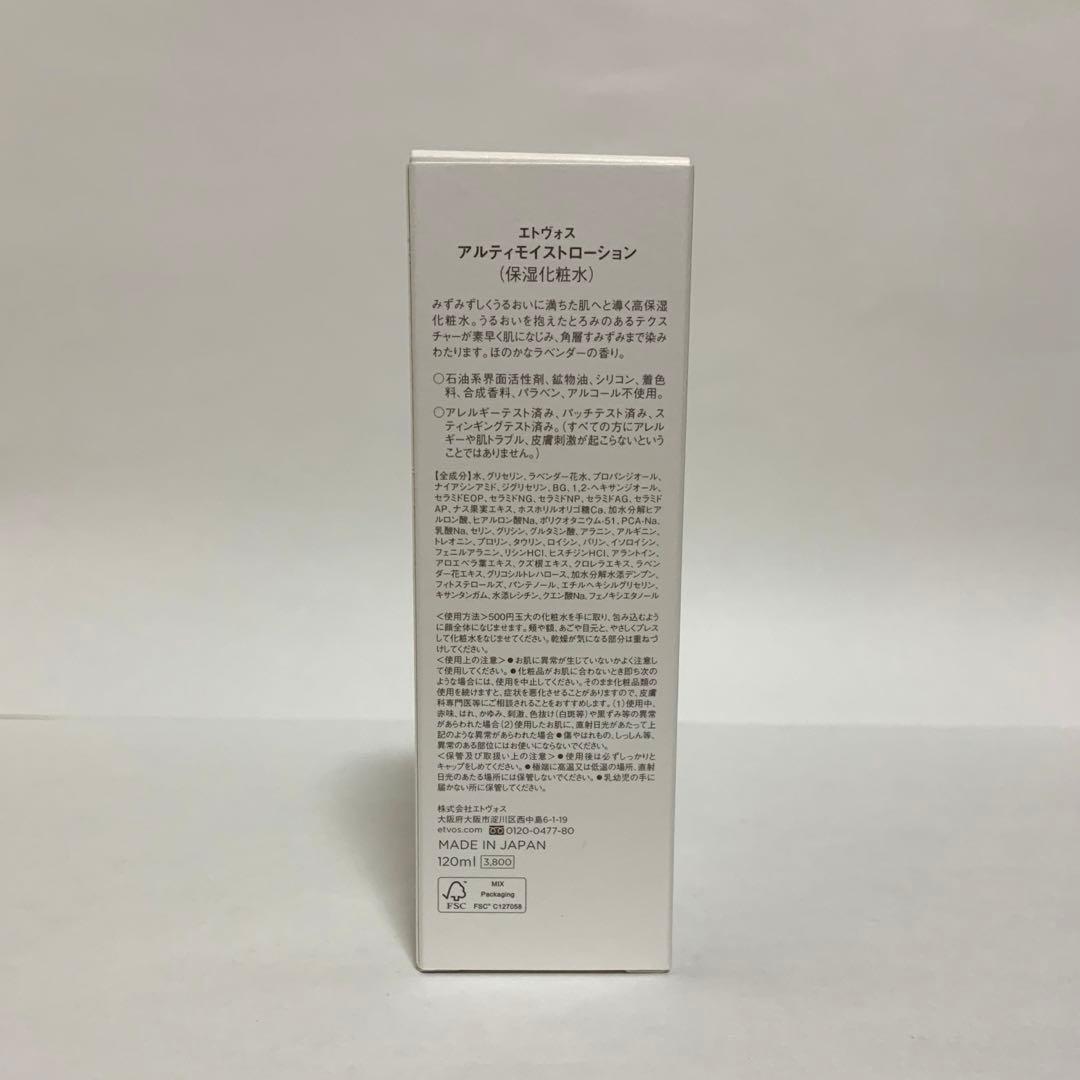 エトヴォス
アルティモイストローション
(保湿化粧水)
みずみずしくうるおいに満ちた肌へと導く高保湿
化粧水。うるおいを抱えたとろみのあるテクス
チャーが素早く肌になじみ、角層すみずみまで染み
わたります。ほのかなラベンダーの香り。
○石油系界面活性剤、鉱物油、シリコン、着色
料、合成香料、パラベン、アルコール不使用。
○アレルギーテスト済み、パッチテスト済み、ス
ティンギングテスト済み。(すべての方にアレル
ギーや肌トラブル、皮膚刺激が起こらないという
ことではありません。)
【全成分】水、グリセリン、ラベンダー花水、プロパンジオール、
ナイアシンアミド、ジグリセリン、BG、1,2-ヘキサンジオール、
セラミドEOP、セラミドNG、セラミドNP、セラミドAG、セラミド
AP、ナス果実エキス、ホスホリルオリゴ糖Ca、加水分解ヒア
ルロン酸、ヒアルロン酸Na、ポリクオタニウム-51、PCA-Na、
乳酸Na、セリン、グリシン、グルタミン酸、アラニン、アルギニン、
トレオニン、プロリン、タウリン、ロイシン、バリン、イソロイシン、
フェニルアラニン、リシンHCl、ヒスチジンHCl、アラントイン、
アロエベラ葉エキス、クズ根エキス、クロレラエキス、ラベン
ダー花エキス、グリコシルトレハロース、加水分解水添デンプン、
フィトステロールズ、パンテノール、エチルヘキシルグリセリン、
キサンタンガム、水添レシチン、クエン酸Na、フェノキシエタノール
<使用方法>500円玉大の化粧水を手に取り、包み込むよう
に顔全体になじませます。頬や額、あごや目元と、やさしくプレス
して化粧水をなじませてください。乾燥が気になる部分は重ねづ
けしてください。
<使用上の注意>●お肌に異常が生じていないかよく注意し
て使用してください。●化粧品がお肌に合わないとき即ち次の
ような場合には、使用を中止してください。そのまま化粧品類の
使用を続けますと、症状を悪化させることがありますので、皮膚
科専門医等にご相談されることをおすすめします。(1)使用中、
赤味、はれ、かゆみ、刺激、色抜け(白斑等)や黒ずみ等の異常
があらわれた場合(2)使用したお肌に、直射日光があたって上
記のような異常があらわれた場合●傷やはれもの、しっしん等、
異常のある部位にはお使いにならないでください。
<保管及び取扱い上の注意>●使用後は必ずしっかりと
キャップをしめてください。●極端に高温又は低温の場所、直射
日光のあたる場所には保管しないでください。●乳幼児の手に
届かない所に保管してください。
株式会社エトヴォス
大阪府大阪市淀川区西中島6-1-19
etvos.com 0120-0477-80
MADE IN JAPAN
120ml 3,800
MIX
Packaging
FSC FSC™ C127058